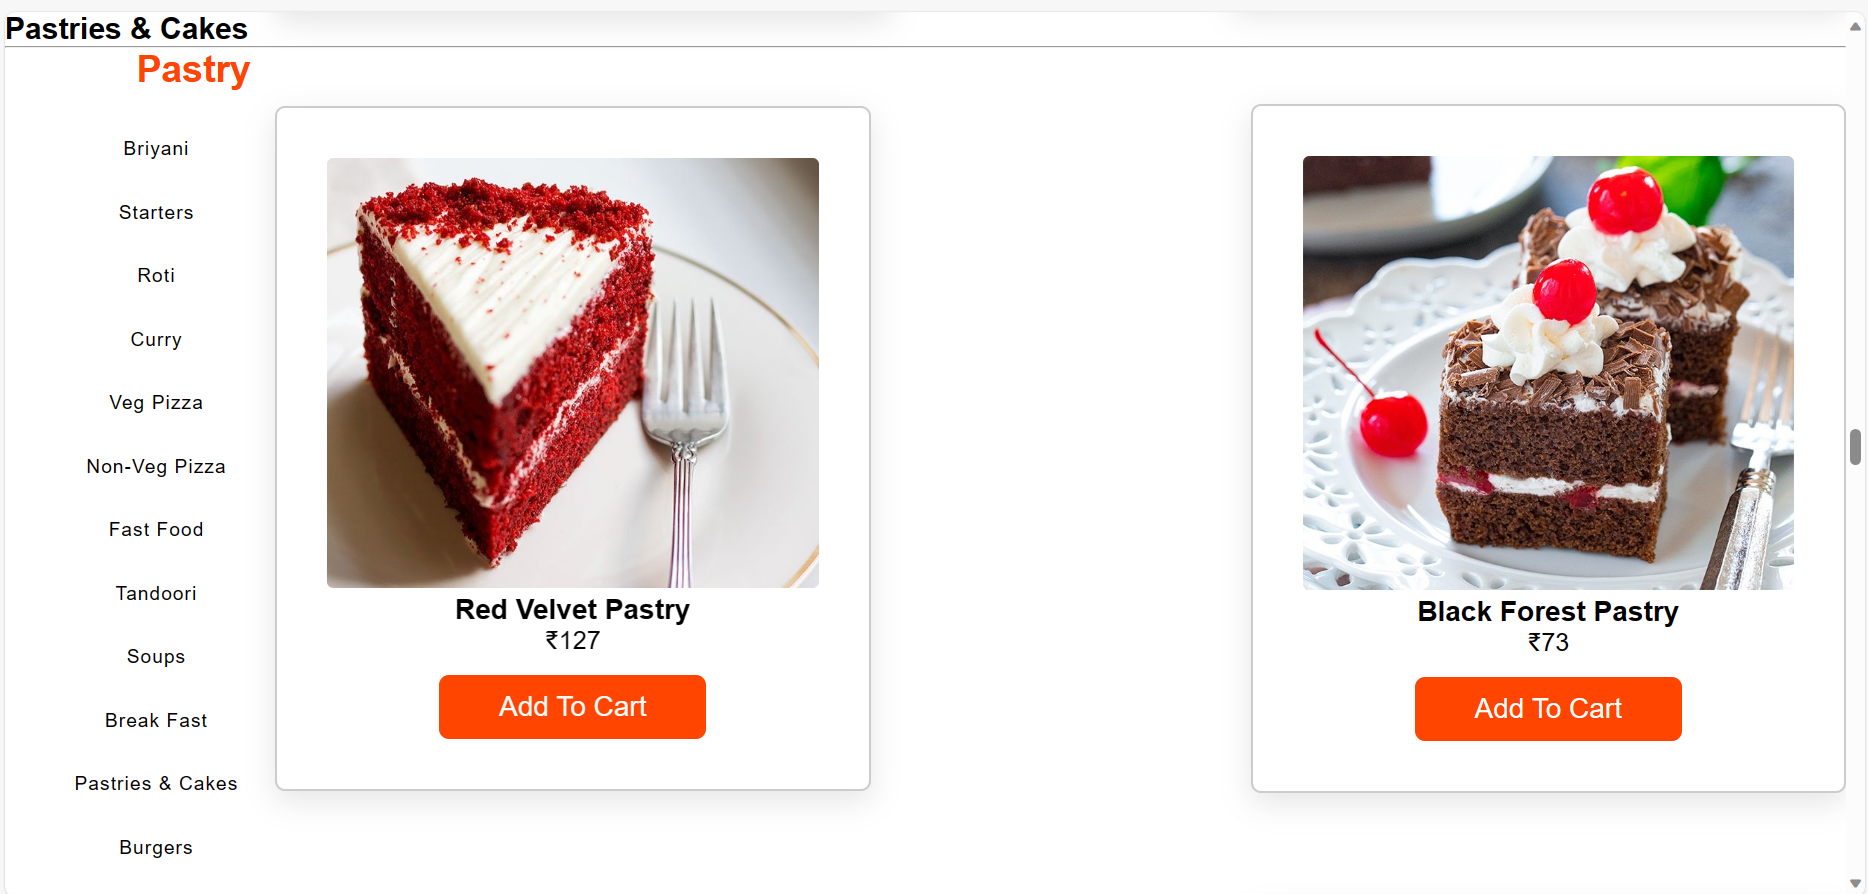 Pastries & Cakes
Pastry
Briyani
Starters
Roti
Curry
Veg Pizza
Non-Veg Pizza
Fast Food
Tandoori
Soups
Break Fast
Pastries & Cakes
Burgers
Red Velvet Pastry
₹127
Add To Cart
Black Forest Pastry
₹73
Add To Cart